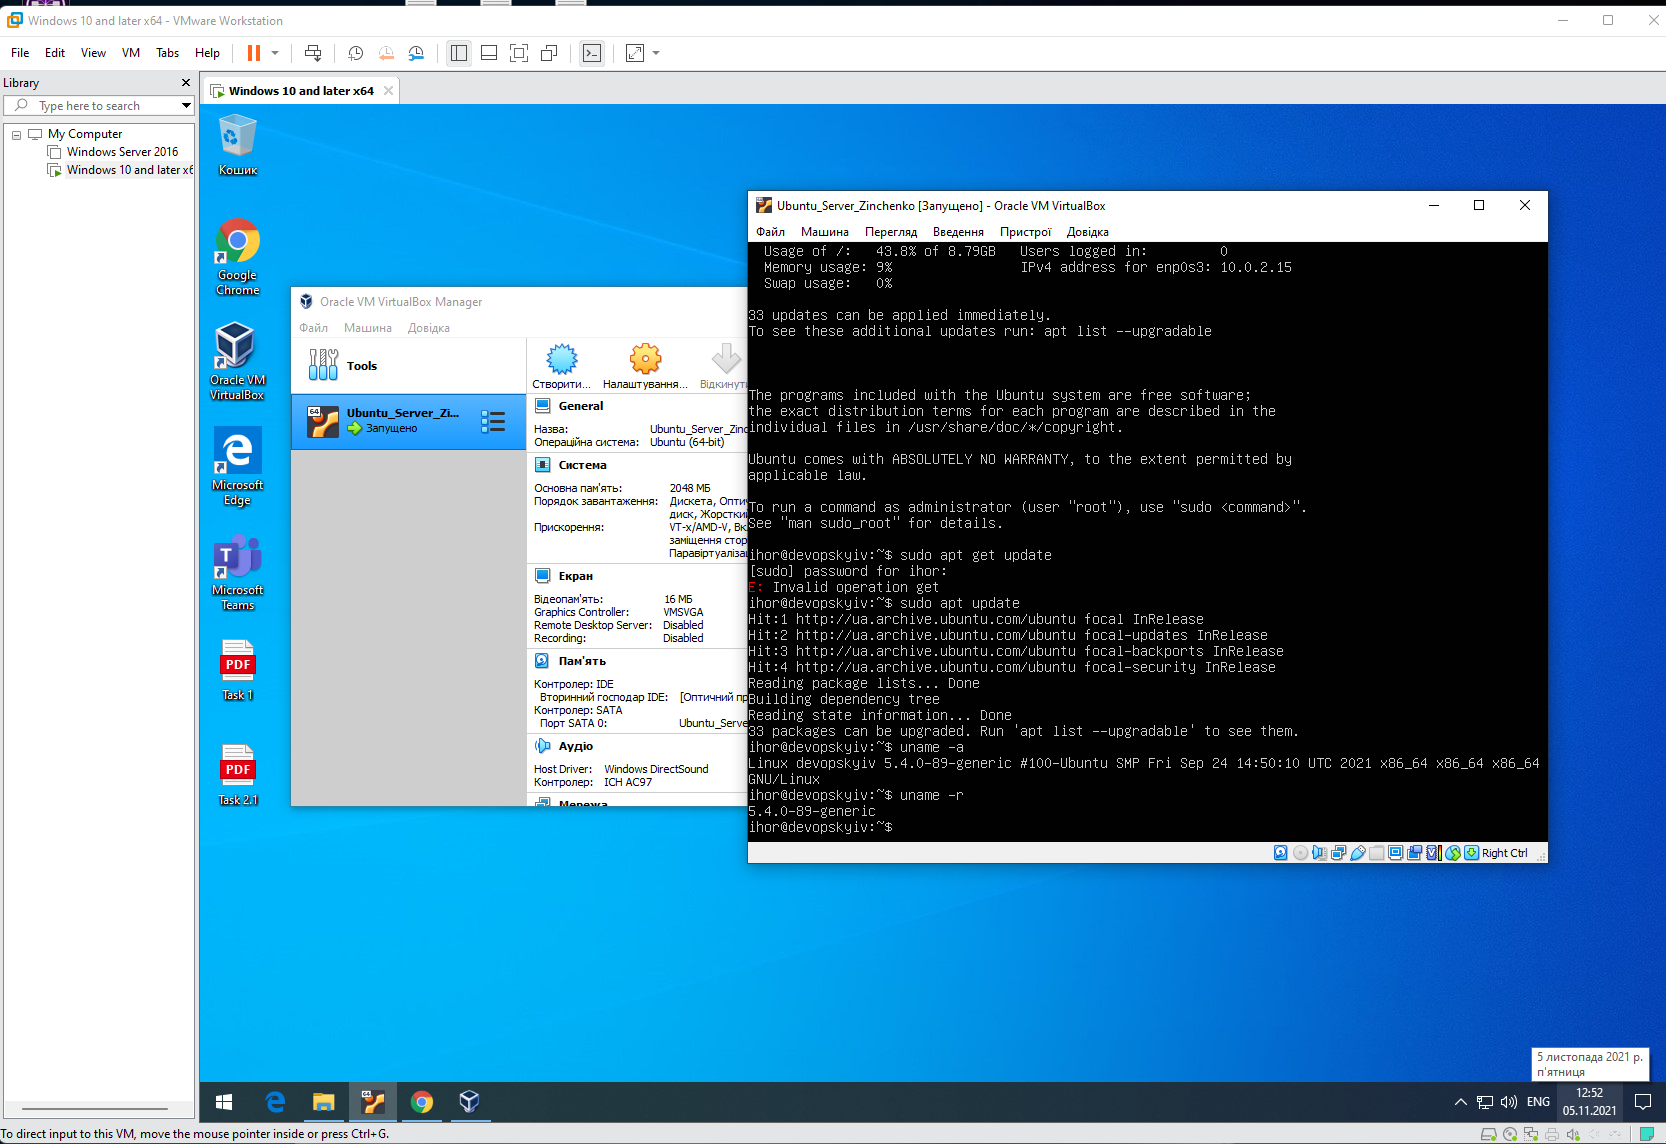 Windows 10 and later x64 - VMware Workstation
File Edit View VM Tabs Help
Library
Type here to search
My Computer
Windows Server 2016
Windows 10 and later x6
Windows 10 and later x64
Кошик
Google
Chrome
Oracle VM
VirtualBox
Microsoft
Edge
Microsoft
Teams
PDF
Task 1
PDF
Task 2.1
Oracle VM VirtualBox Manager
Файл Машина Довідка
Tools
Створити... Налаштування... Відкинути
64
Ubuntu_Server_Zi...
Запущено
General
Назва: Ubuntu_Server_Zinc
Операційна система: Ubuntu (64-bit)
Система
Основна пам'ять: 2048 МБ
Порядок завантаження: Дискета, Опти
диск, Жорсткий
Прискорення: VT-x/AMD-V, Вк
заміщення стор
Паравіртуалізац
Екран
Відеопам'ять: 16 МБ
Graphics Controller: VMSVGA
Remote Desktop Server: Disabled
Recording: Disabled
Пам'ять
Контролер: IDE
Вторинний господар IDE: [Оптичний пр
Контролер: SATA
Порт SATA 0: Ubuntu_Serve
Аудіо
Host Driver: Windows DirectSound
Контролер: ICH AC97
Мережа
Ubuntu_Server_Zinchenko [Запущено] - Oracle VM VirtualBox
Файл Машина Перегляд Введення Пристрої Довідка
Usage of /: 43.8% of 8.79GB Users logged in: 0
Memory usage: 9% IPv4 address for enp0s3: 10.0.2.15
Swap usage: 0%
33 updates can be applied immediately.
To see these additional updates run: apt list --upgradable
The programs included with the Ubuntu system are free software;
the exact distribution terms for each program are described in the
individual files in /usr/share/doc/*/copyright.
Ubuntu comes with ABSOLUTELY NO WARRANTY, to the extent permitted by
applicable law.
To run a command as administrator (user "root"), use "sudo <command>".
See "man sudo_root" for details.
ihor@devopskyiv:~$ sudo apt get update
[sudo] password for ihor:
E: Invalid operation get
ihor@devopskyiv:~$ sudo apt update
Hit:1 http://ua.archive.ubuntu.com/ubuntu focal InRelease
Hit:2 http://ua.archive.ubuntu.com/ubuntu focal-updates InRelease
Hit:3 http://ua.archive.ubuntu.com/ubuntu focal-backports InRelease
Hit:4 http://ua.archive.ubuntu.com/ubuntu focal-security InRelease
Reading package lists... Done
Building dependency tree
Reading state information... Done
33 packages can be upgraded. Run 'apt list --upgradable' to see them.
ihor@devopskyiv:~$ uname -a
Linux devopskyiv 5.4.0-89-generic #100-Ubuntu SMP Fri Sep 24 14:50:10 UTC 2021 x86_64 x86_64 x86_64
GNU/Linux
ihor@devopskyiv:~$ uname -r
5.4.0-89-generic
ihor@devopskyiv:~$
Right Ctrl
5 листопада 2021 р.
п'ятниця
ENG
12:52
05.11.2021
To direct input to this VM, move the mouse pointer inside or press Ctrl+G.